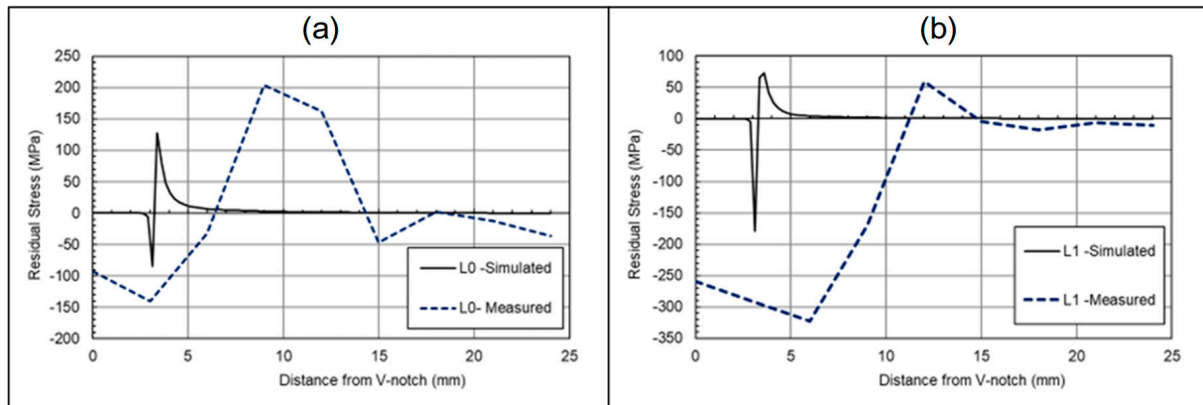 (a)
250
200
150
100
50
0
-50
-100
-150
-200
Residual Stress (MPa)
L0 -Simulated
L0- Measured
0 5 10 15 20 25
Distance from V-notch (mm)
(b)
100
50
0
-50
-100
-150
-200
-250
-300
-350
Residual Stress (MPa)
L1 -Simulated
L1 -Measured
0 5 10 15 20 25
Distance from V-notch (mm)